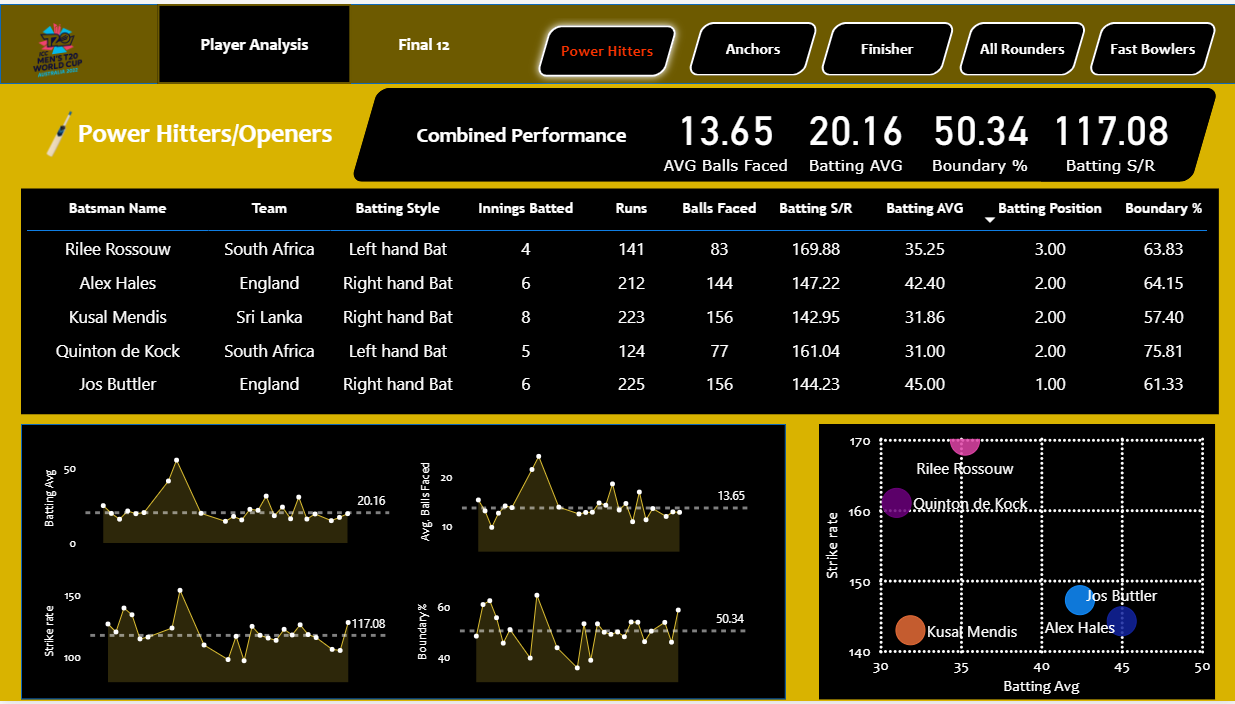 T20
ICC
MEN'S T20
WORLD CUP
Player Analysis
Final 12
Power Hitters
Anchors
Finisher
All Rounders
Fast Bowlers
Power Hitters/Openers
Combined Performance
13.65 20.16 50.34 117.08
AVG Balls Faced Batting AVG Boundary % Batting S/R
Batsman Name Team Batting Style Innings Batted Runs Balls Faced Batting S/R Batting AVG Batting Position Boundary %
Rilee Rossouw South Africa Left hand Bat 4 141 83 169.88 35.25 3.00 63.83
Alex Hales England Right hand Bat 6 212 144 147.22 42.40 2.00 64.15
Kusal Mendis Sri Lanka Right hand Bat 8 223 156 142.95 31.86 2.00 57.40
Quinton de Kock South Africa Left hand Bat 5 124 77 161.04 31.00 2.00 75.81
Jos Buttler England Right hand Bat 6 225 156 144.23 45.00 1.00 61.33
Batting Avg
50
0
20.16
Avg. Balls Faced
20
10
13.65
Strike rate
150
100
117.08
Boundary%
60
40
50.34
Strike rate
170
160
150
140
Rilee Rossouw
Quinton de Kock
Jos Buttler
Alex Hales
Kusal Mendis
30 35 40 45 50
Batting Avg